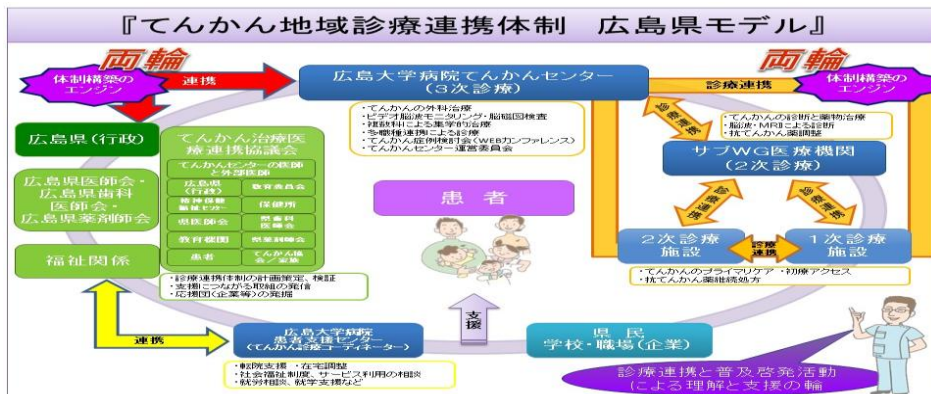 『てんかん地域診療連携体制　広島県モデル』
両輪
体制構築の
エンジン
連携
広島大学病院てんかんセンター
(3次診療)
・てんかんの外科治療
・ビデオ脳波モニタリング・脳磁図検査
・複数科による集学的治療
・多職種連携による診療
・てんかん症例検討会(WEBカンファレンス)
・てんかんセンター運営委員会
両輪
体制構築の
エンジン
診療連携
診療連携
・てんかんの診断と薬物治療
・脳波・MRIによる診断
・抗てんかん薬調整
サブWG医療機関
(2次診療)
診療連携
診療連携
2次診療
施設
診療
連携
1次診療
施設
・てんかんのプライマリケア・初療アクセス
・抗てんかん薬継続処方
広島県(行政)
広島県医師会・
広島県歯科
医師会・
広島県薬剤師会
福祉関係
てんかん治療医
療連携協議会
てんかんセンターの医師
と外部医師
広島県
(行政)
教育委員会
精神保健
福祉センター
保健所
県医師会
県歯科
医師会
教育機関
県薬剤師会
患者
てんかん協
会/家族
・診療連携体制の計画策定、検証
・支援につながる取組の発信
・応援団(企業等)の発掘
患者
支援
連携
広島大学病院
患者支援センター
(てんかん診療コーディネーター)
・転院支援・在宅調整
・社会福祉制度、サービス利用の相談
・就労相談、就学支援など
県民
学校・職場(企業)
診療連携と普及啓発活動
による理解と支援の輪